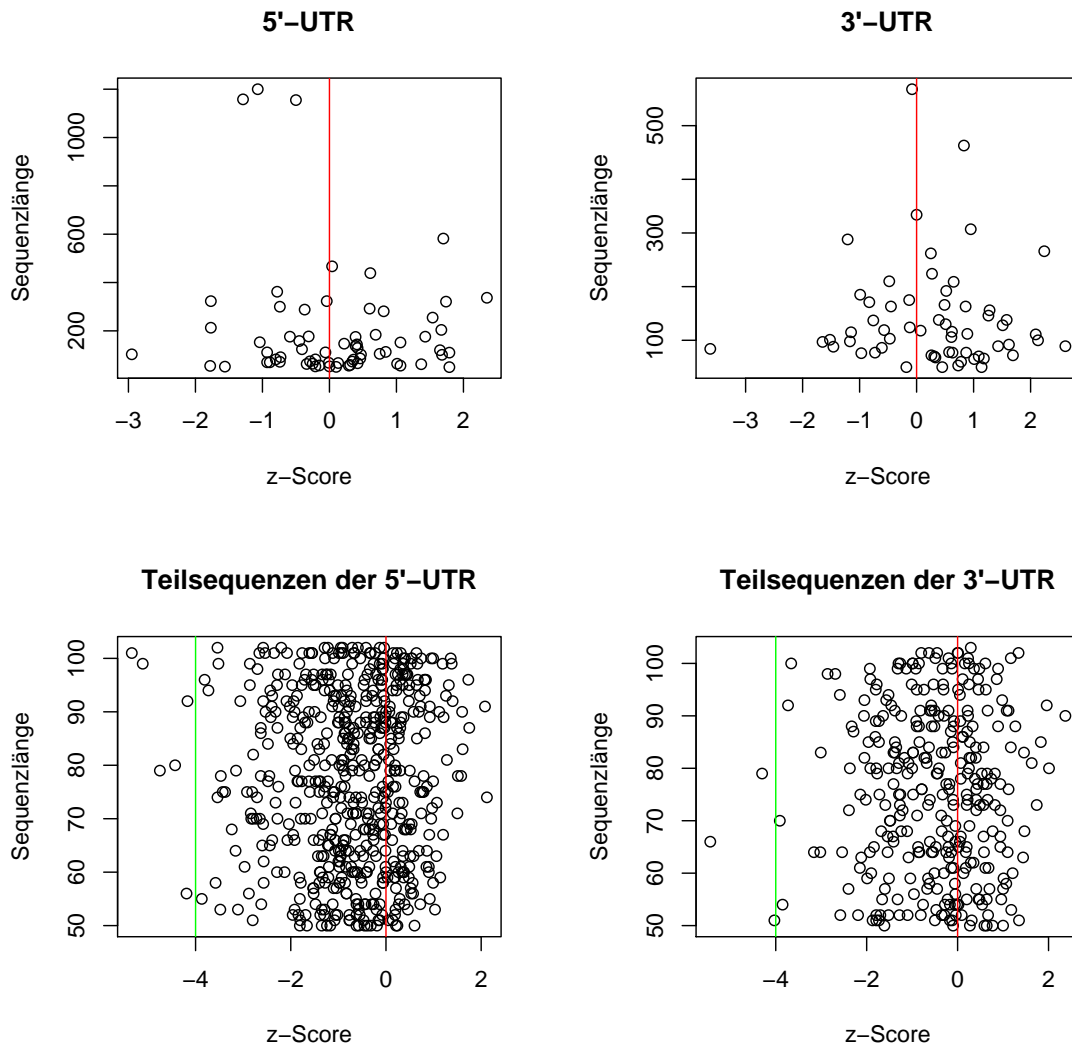 5'−UTR
3'−UTR
Sequenzlänge
1000
600
200
−3 −2 −1 0 1 2
z−Score
Sequenzlänge
500
300
100
−3 −2 −1 0 1 2
z−Score
Teilsequenzen der 5'−UTR
Teilsequenzen der 3'−UTR
Sequenzlänge
100
90
80
70
60
50
−4 −2 0 2
z−Score
Sequenzlänge
100
90
80
70
60
50
−4 −2 0 2
z−Score